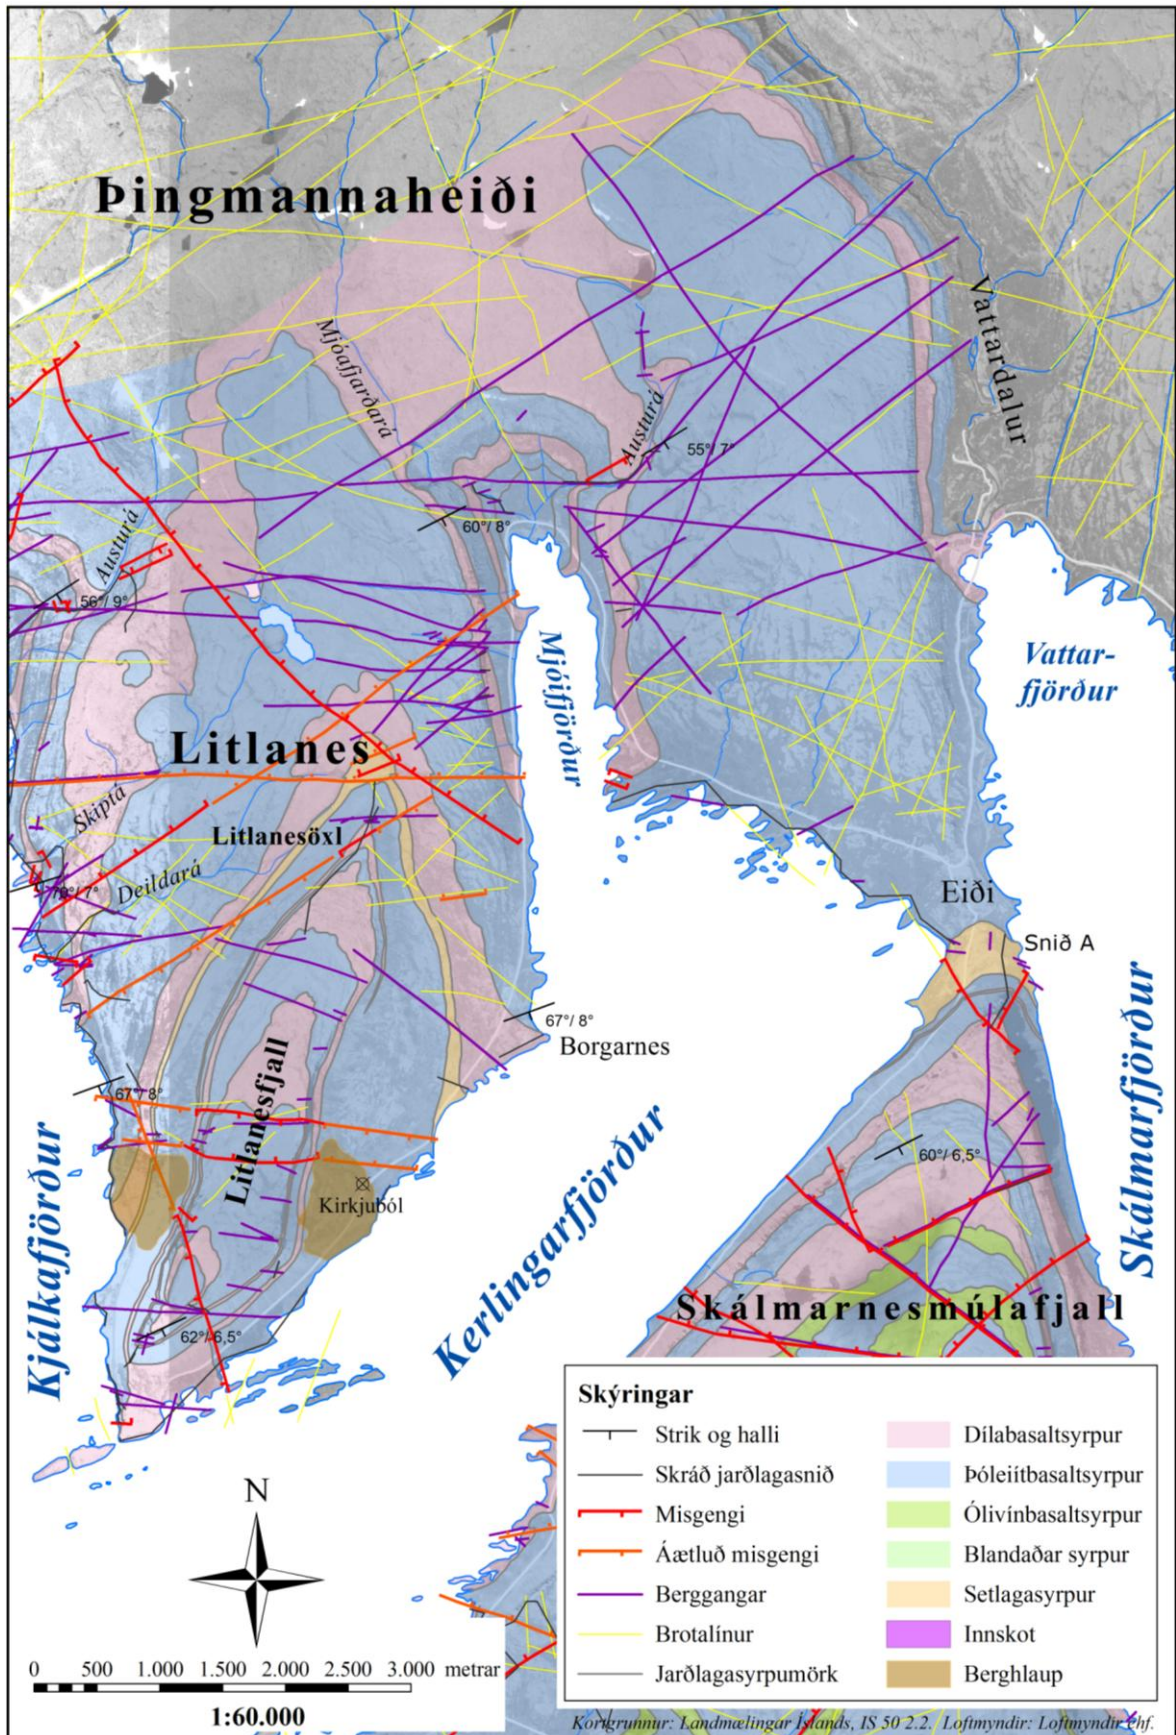 Þingmannaheiði
Mjóafjarðará
Vattardalur
Austurá
55°/ 7°
60°/ 8°
Austurá
56°/ 9°
Mjóifjörður
Vattar-
fjörður
Litlanes
Skiptá
Litlanesöxl
Deildará
Eiði
Snið A
67°/ 8°
Borgarnes
Litlanesfjall
67°/ 8°
60°/ 6,5°
Kirkjuból
Kjálkafjörður
Kerlingarfjörður
Skálmarfjörður
Skálmarnesmúlafjall
62°/ 6,5°
Skýringar
Strik og halli
Skráð jarðlagasnið
Misgengi
Áætluð misgengi
Berggangar
Brotalínur
Jarðlagasyrpumörk
Dílabasaltsyrpur
Þóleiítbasaltsyrpur
Ólivínbasaltsyrpur
Blandaðar syrpur
Setlagasyrpur
Innskot
Berghlaup
N
0 500 1.000 1.500 2.000 2.500 3.000 metrar
1:60.000
Kortgrunnur: Landmælingar Íslands, IS 50 2.2. Loftmyndir: Loftmyndir ehf.